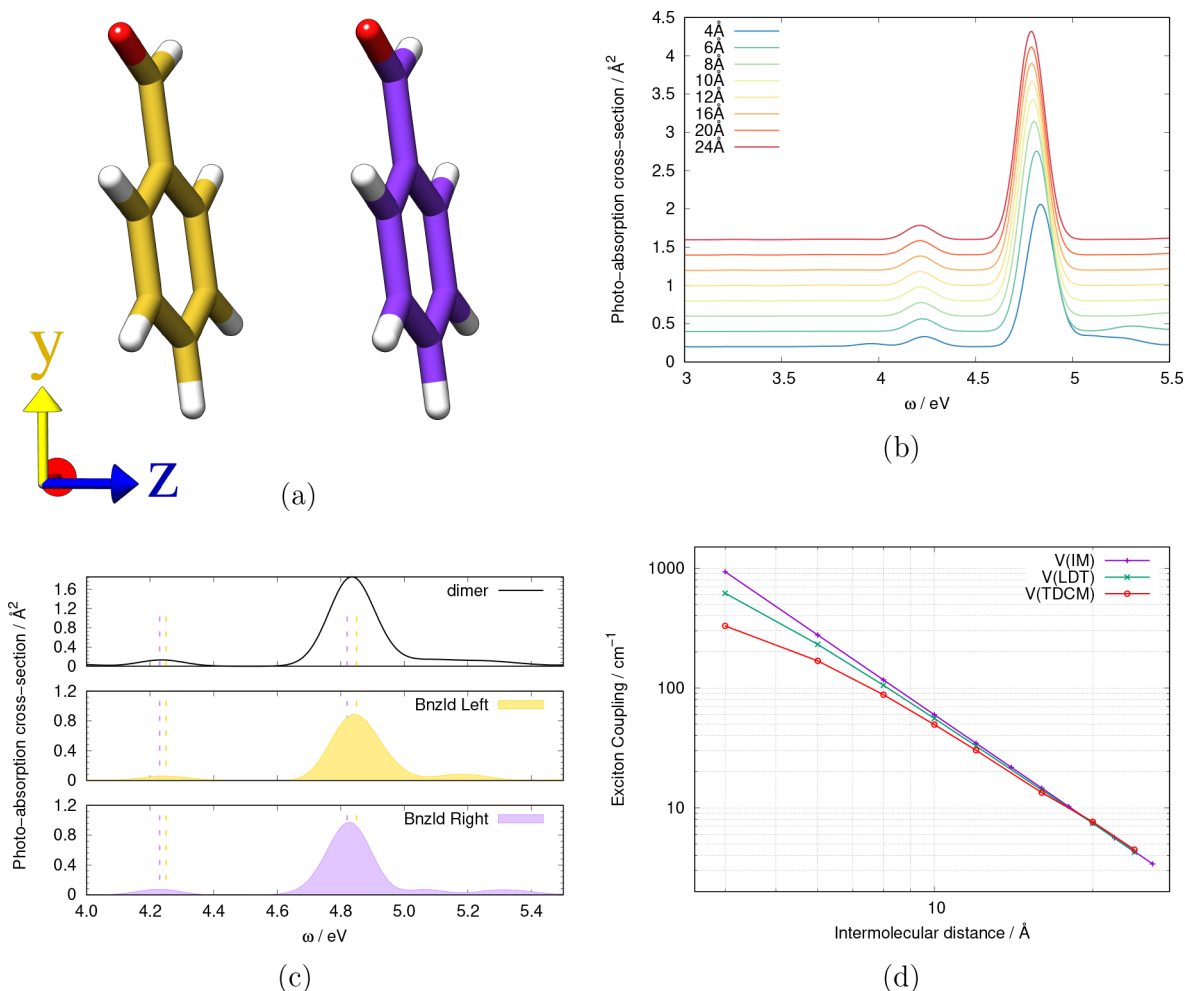 y
z
(a)
Photo-absorption cross-section / Å²
4.5
4
3.5
3
2.5
2
1.5
1
0.5
0
4Å
6Å
8Å
10Å
12Å
16Å
20Å
24Å
3
3.5
4
4.5
5
5.5
ω / eV
(b)
Photo-absorption cross-section / Å²
1.6
1.2
0.8
0.4
0
dimer
1.2
0.8
0.4
0
Bnzld Left
1.2
0.8
0.4
0
Bnzld Right
4.0
4.2
4.4
4.6
4.8
5.0
5.2
5.4
ω / eV
(c)
Exciton Coupling / cm⁻¹
1000
100
10
V(IM)
V(LDT)
V(TDCM)
10
Intermolecular distance / Å
(d)